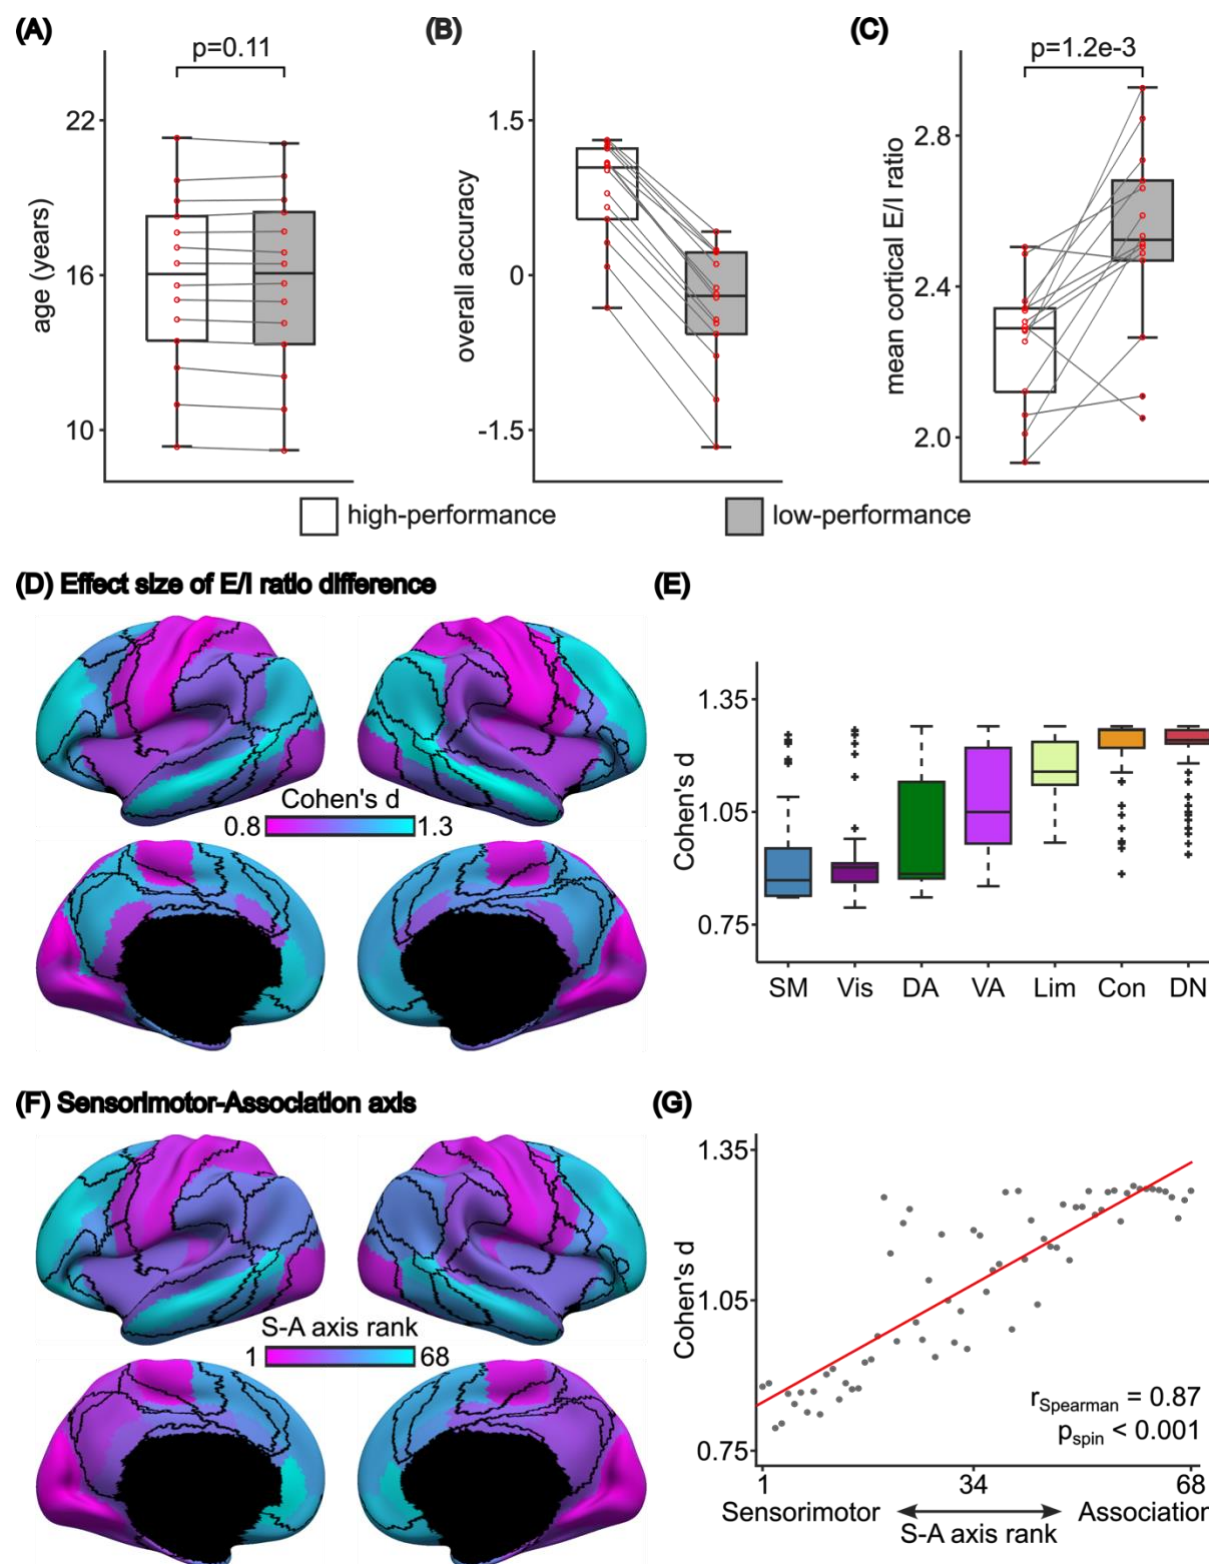 (A)
p=0.11
22
16
10
age (years)
(B)
1.5
0
-1.5
overall accuracy
(C)
p=1.2e-3
2.8
2.4
2.0
mean cortical E/I ratio
high-performance
low-performance
(D) Effect size of E/I ratio difference
Cohen's d
0.8
1.3
(E)
1.35
1.05
0.75
Cohen's d
SM Vis DA VA Lim Con DN
(F) Sensorimotor-Association axis
S-A axis rank
1
68
(G)
1.35
1.05
0.75
Cohen's d
rSpearman = 0.87
pspin < 0.001
1 34 68
Sensorimotor Association
S-A axis rank